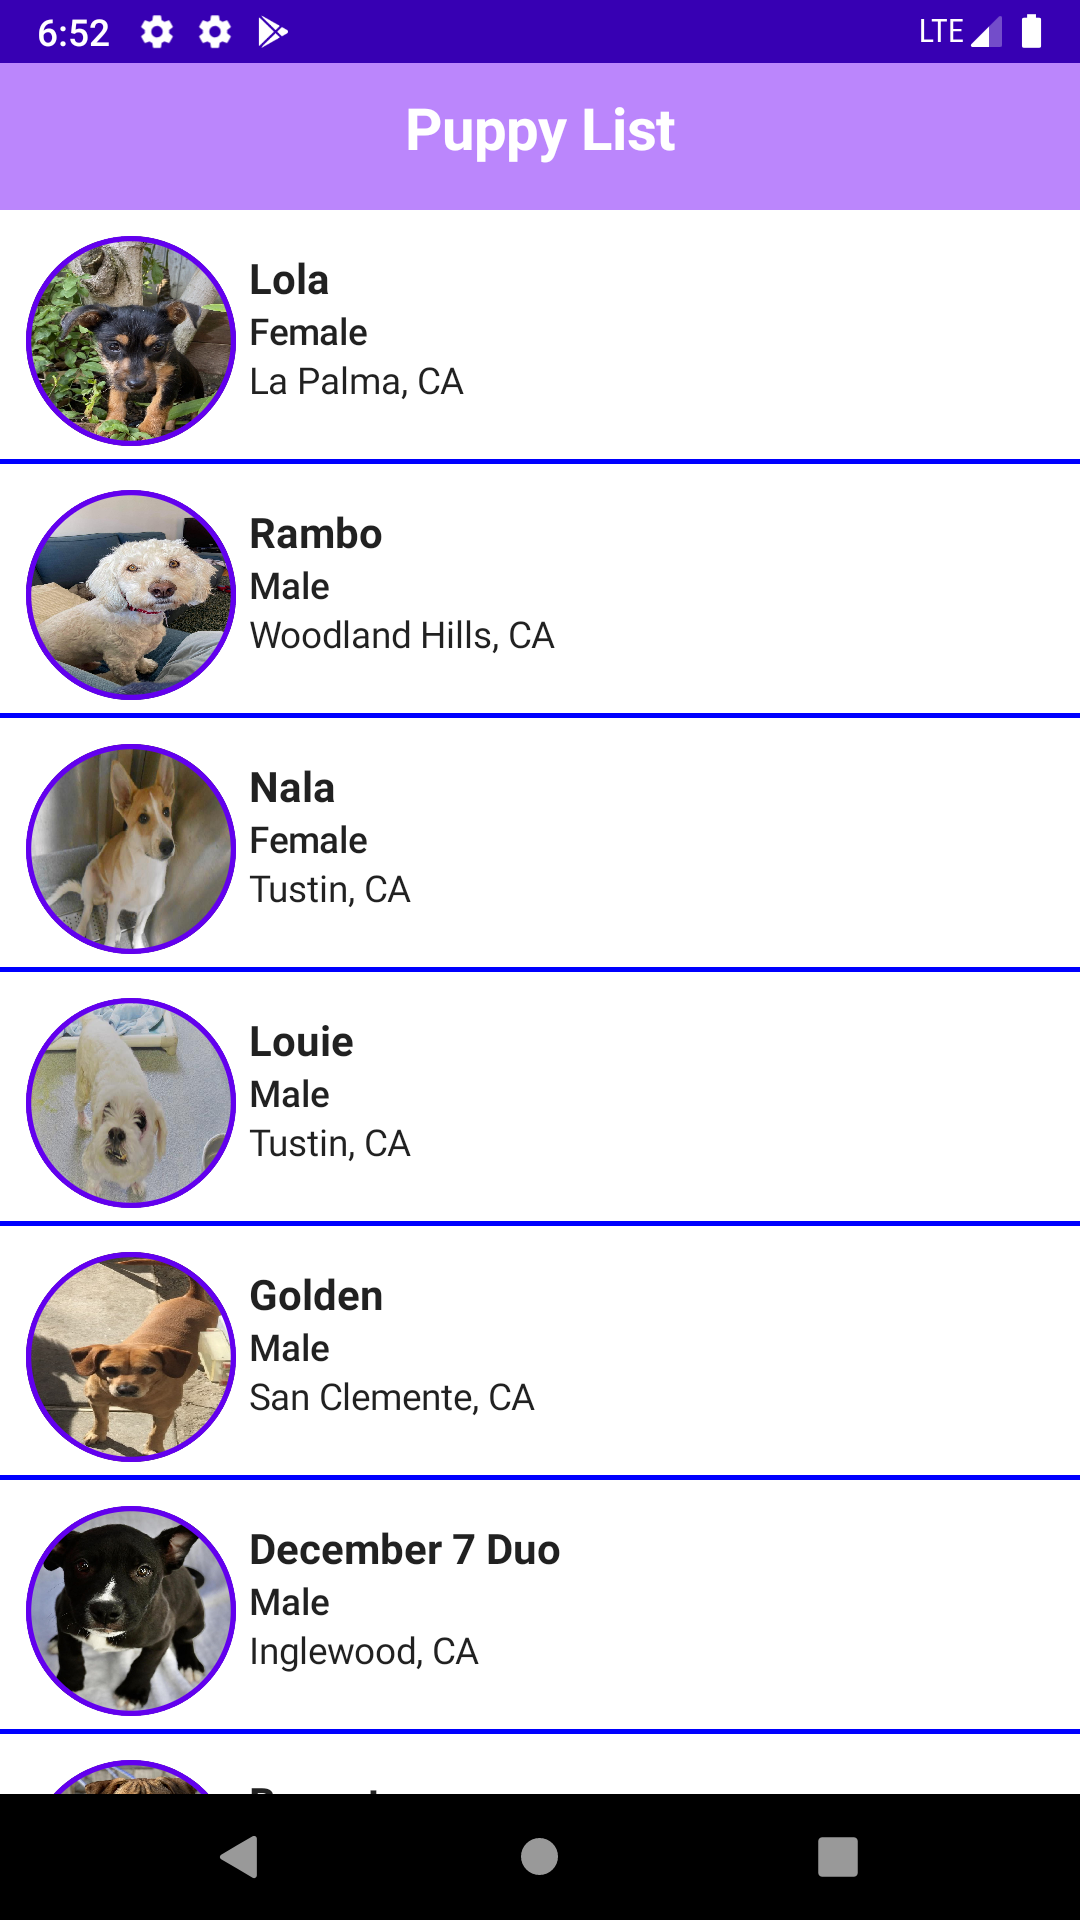 6:52
LTE
Puppy List
Lola
Female
La Palma, CA
Rambo
Male
Woodland Hills, CA
Nala
Female
Tustin, CA
Louie
Male
Tustin, CA
Golden
Male
San Clemente, CA
December 7 Duo
Male
Inglewood, CA